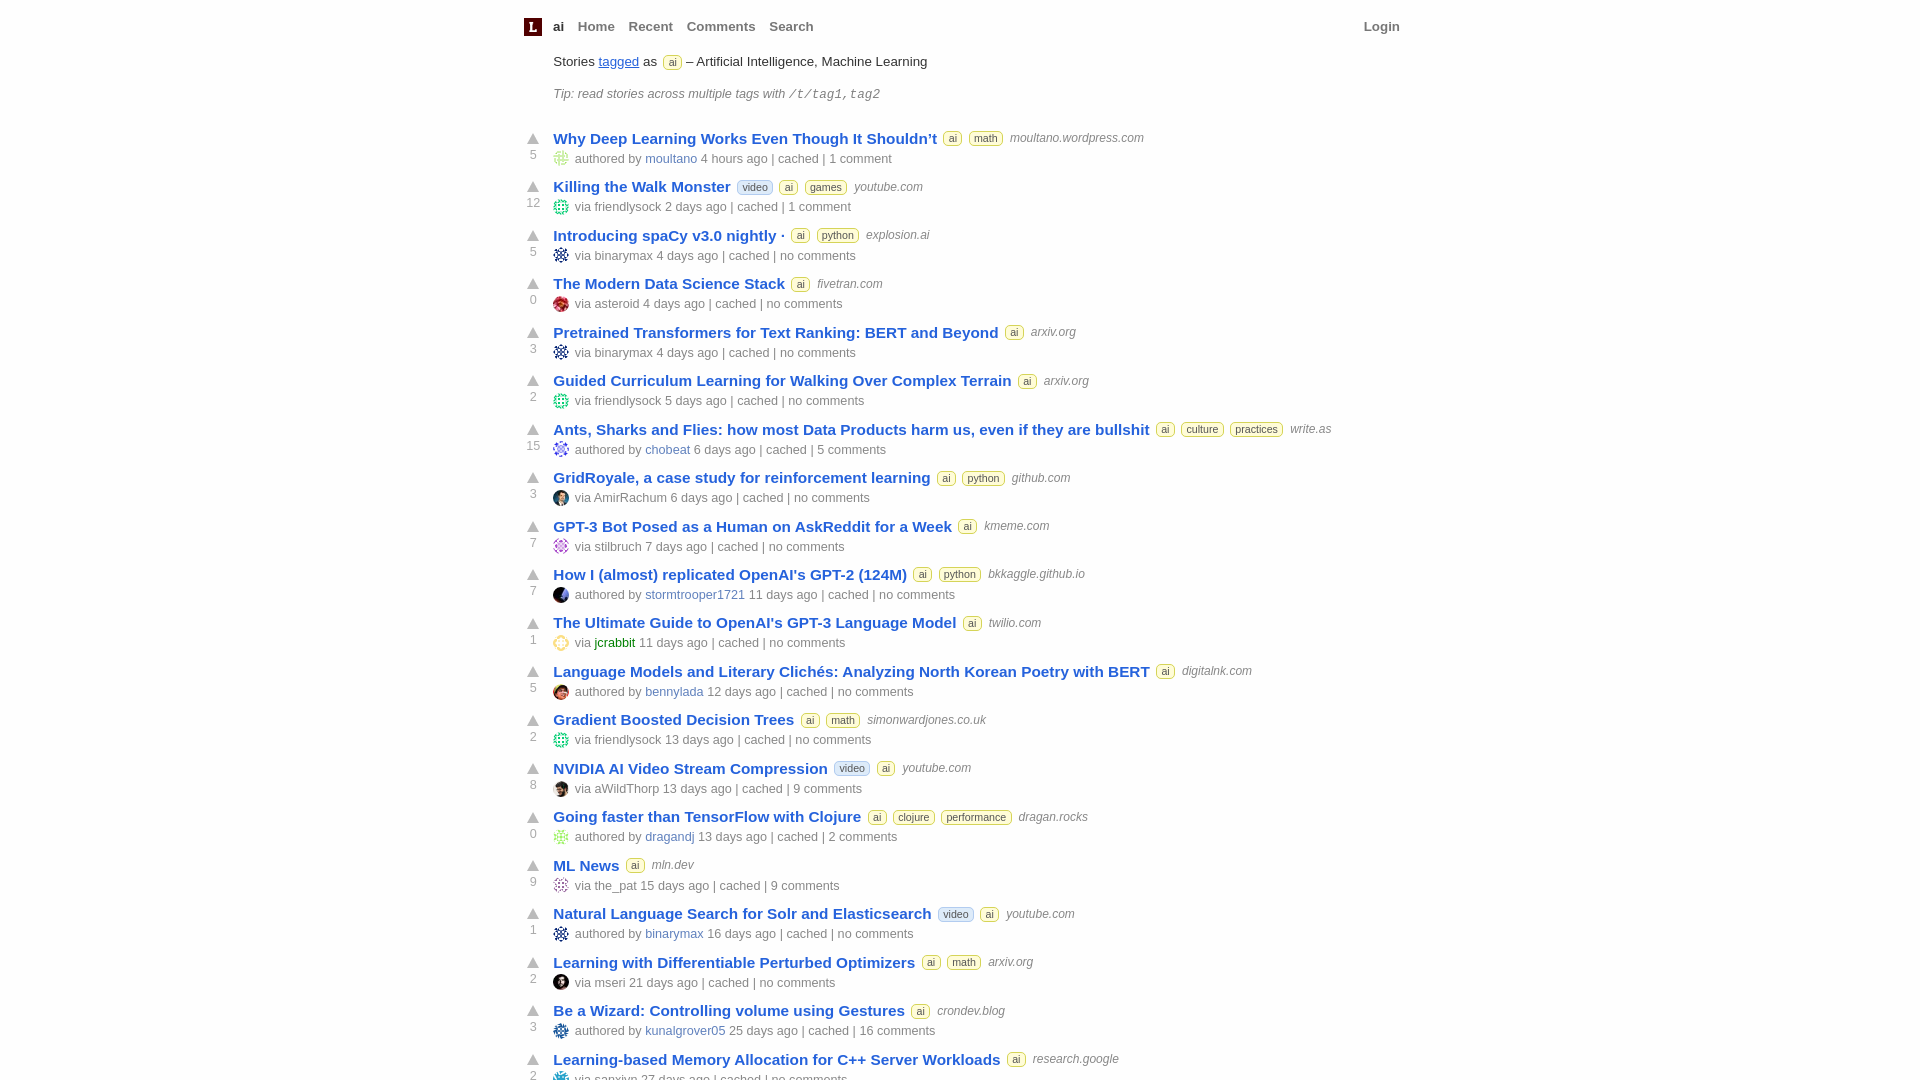 L ai Home Recent Comments Search Login
Stories tagged as ai – Artificial Intelligence, Machine Learning
Tip: read stories across multiple tags with /t/tag1,tag2
Why Deep Learning Works Even Though It Shouldn’t ai math moultano.wordpress.com
5 authored by moultano 4 hours ago | cached | 1 comment
Killing the Walk Monster video ai games youtube.com
12 via friendlysock 2 days ago | cached | 1 comment
Introducing spaCy v3.0 nightly · ai python explosion.ai
5 via binarymax 4 days ago | cached | no comments
The Modern Data Science Stack ai fivetran.com
0 via asteroid 4 days ago | cached | no comments
Pretrained Transformers for Text Ranking: BERT and Beyond ai arxiv.org
3 via binarymax 4 days ago | cached | no comments
Guided Curriculum Learning for Walking Over Complex Terrain ai arxiv.org
2 via friendlysock 5 days ago | cached | no comments
Ants, Sharks and Flies: how most Data Products harm us, even if they are bullshit ai culture practices write.as
15 authored by chobeat 6 days ago | cached | 5 comments
GridRoyale, a case study for reinforcement learning ai python github.com
3 via AmirRachum 6 days ago | cached | no comments
GPT-3 Bot Posed as a Human on AskReddit for a Week ai kmeme.com
7 via stilbruch 7 days ago | cached | no comments
How I (almost) replicated OpenAI's GPT-2 (124M) ai python bkkaggle.github.io
7 authored by stormtrooper1721 11 days ago | cached | no comments
The Ultimate Guide to OpenAI's GPT-3 Language Model ai twilio.com
1 via jcrabbit 11 days ago | cached | no comments
Language Models and Literary Clichés: Analyzing North Korean Poetry with BERT ai digitalnk.com
5 authored by bennylada 12 days ago | cached | no comments
Gradient Boosted Decision Trees ai math simonwardjones.co.uk
2 via friendlysock 13 days ago | cached | no comments
NVIDIA AI Video Stream Compression video ai youtube.com
8 via aWildThorp 13 days ago | cached | 9 comments
Going faster than TensorFlow with Clojure ai clojure performance dragan.rocks
0 authored by dragandj 13 days ago | cached | 2 comments
ML News ai mln.dev
9 via the_pat 15 days ago | cached | 9 comments
Natural Language Search for Solr and Elasticsearch video ai youtube.com
1 authored by binarymax 16 days ago | cached | no comments
Learning with Differentiable Perturbed Optimizers ai math arxiv.org
2 via mseri 21 days ago | cached | no comments
Be a Wizard: Controlling volume using Gestures ai crondev.blog
3 authored by kunalgrover05 25 days ago | cached | 16 comments
Learning-based Memory Allocation for C++ Server Workloads ai research.google
2 via sanxiyn 27 days ago | cached | no comments